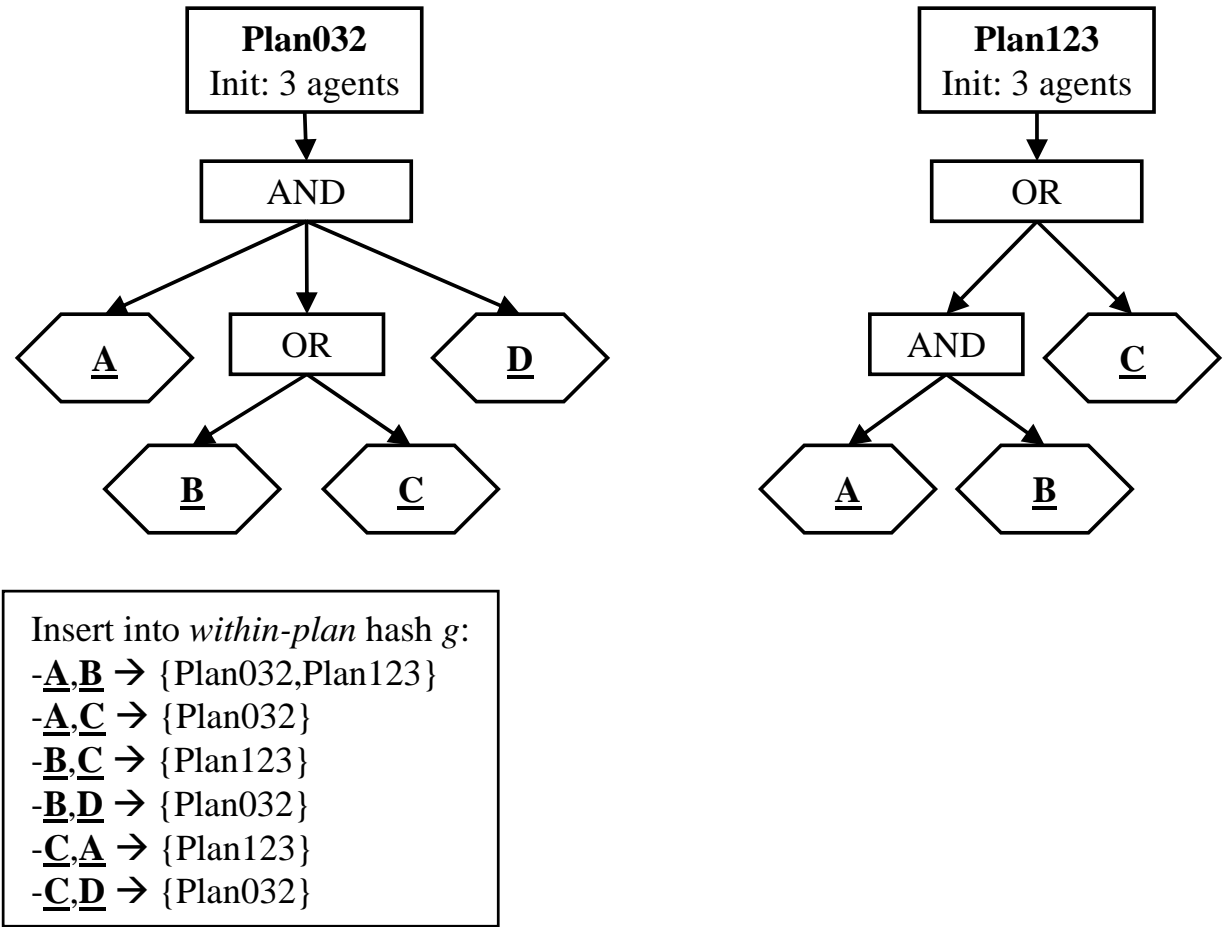 Plan032
Init: 3 agents
AND
A
OR
D
B
C
Plan123
Init: 3 agents
OR
AND
C
A
B
Insert into within-plan hash g:
-A,B → {Plan032,Plan123}
-A,C → {Plan032}
-B,C → {Plan123}
-B,D → {Plan032}
-C,A → {Plan123}
-C,D → {Plan032}